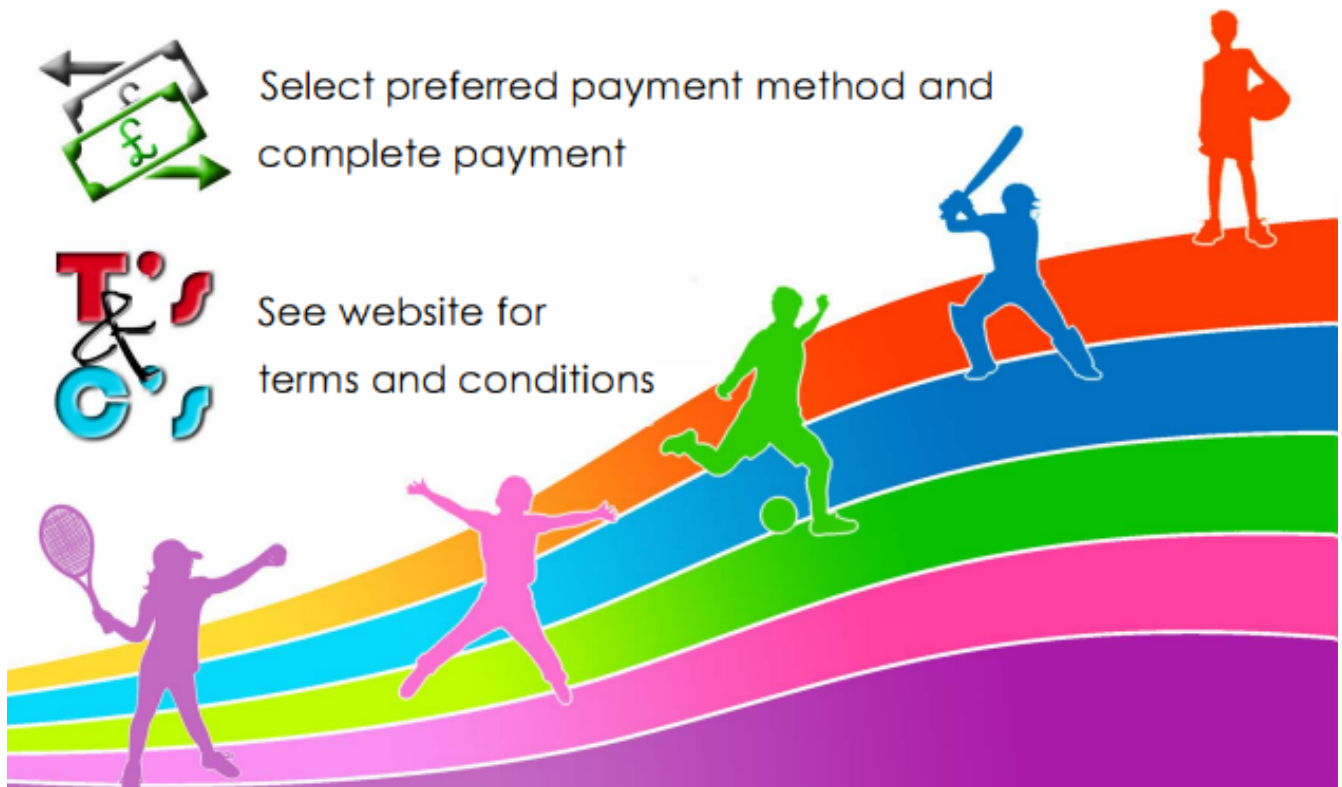 £
£
Select preferred payment method and
complete payment
T's
&
C's
See website for
terms and conditions